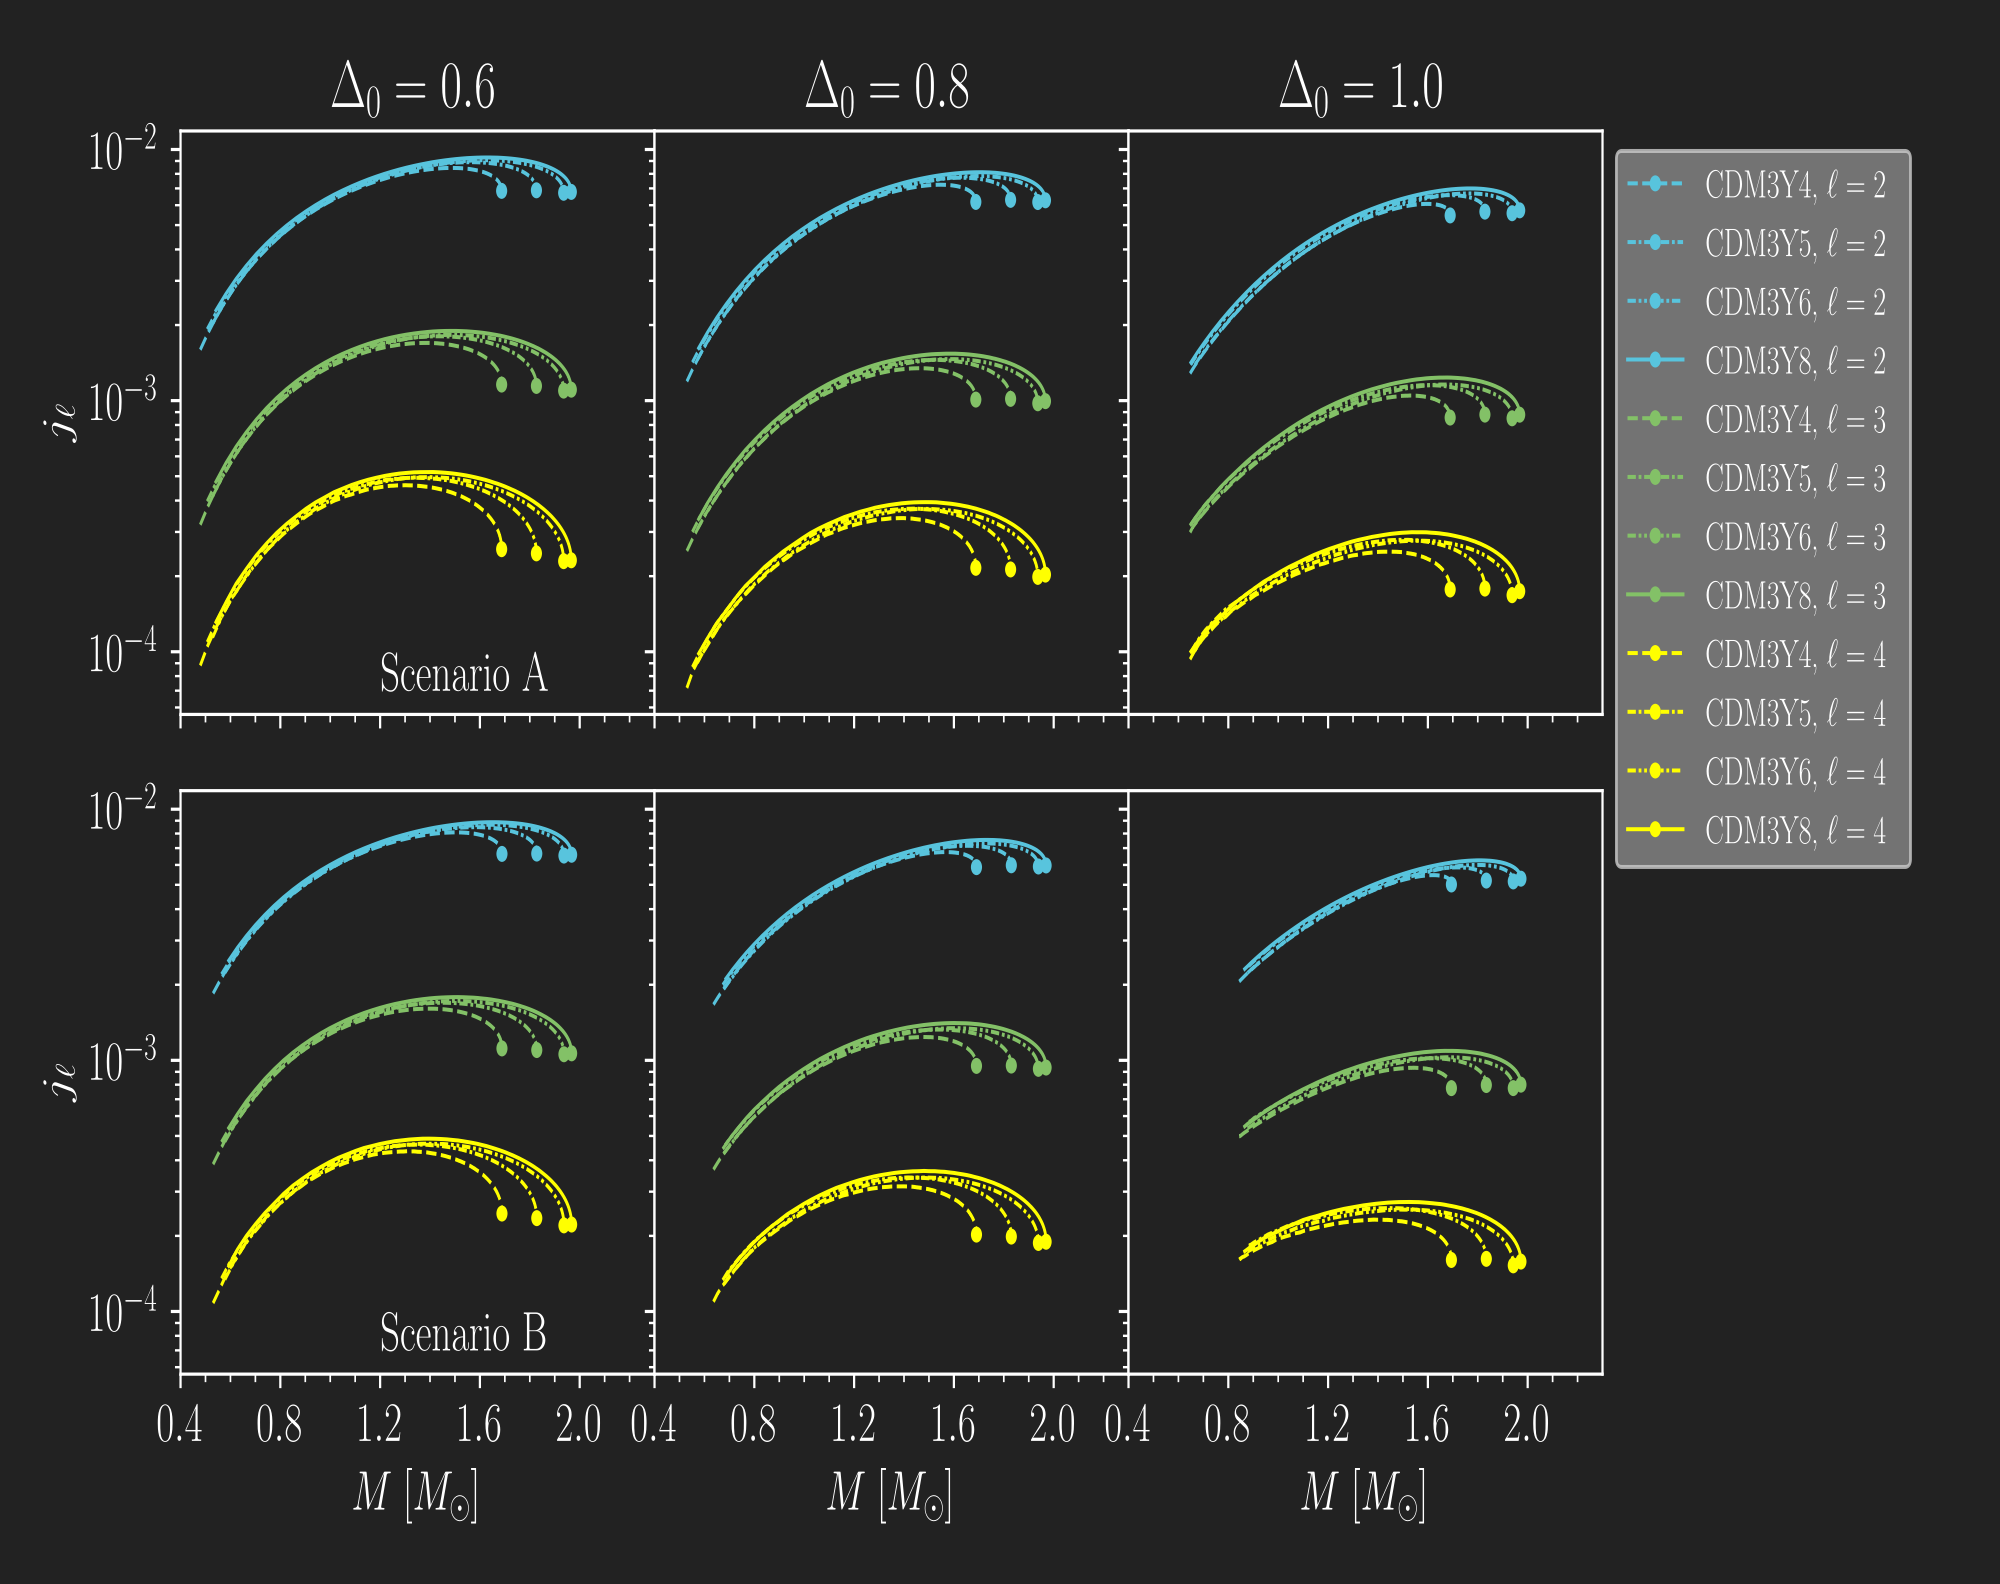 Δ₀ = 0.6 Δ₀ = 0.8 Δ₀ = 1.0
10⁻²
10⁻³
10⁻⁴
jℓ
Scenario A
CDM3Y4, ℓ = 2
CDM3Y5, ℓ = 2
CDM3Y6, ℓ = 2
CDM3Y8, ℓ = 2
CDM3Y4, ℓ = 3
CDM3Y5, ℓ = 3
CDM3Y6, ℓ = 3
CDM3Y8, ℓ = 3
CDM3Y4, ℓ = 4
CDM3Y5, ℓ = 4
CDM3Y6, ℓ = 4
CDM3Y8, ℓ = 4
10⁻²
10⁻³
10⁻⁴
jℓ
Scenario B
0.4 0.8 1.2 1.6 2.0 0.4 0.8 1.2 1.6 2.0 0.4 0.8 1.2 1.6 2.0
M [M⊙] M [M⊙] M [M⊙]